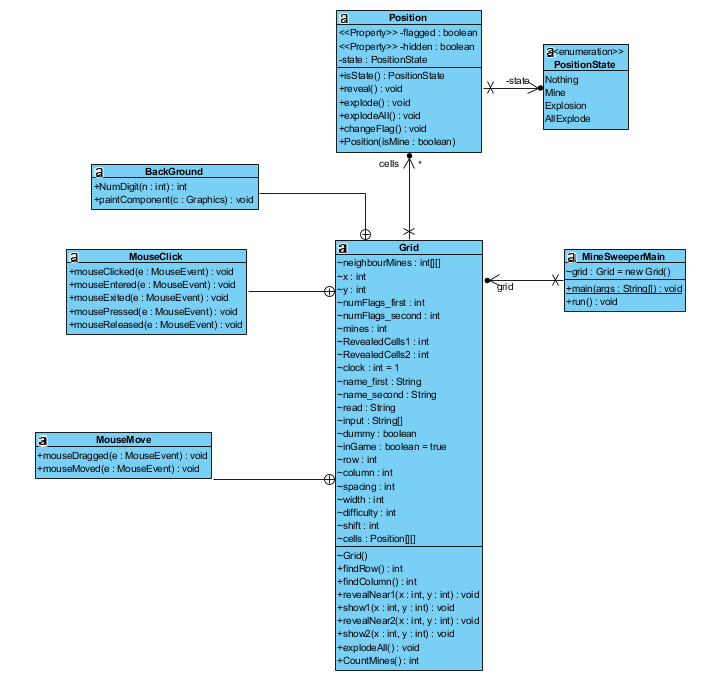 a
Position
<<Property>> -flagged : boolean
<<Property>> -hidden : boolean
-state : PositionState
+isState() : PositionState
+reveal() : void
+explode() : void
+explodeAll() : void
+changeFlag() : void
+Position(isMine : boolean)
-state
a
<enumeration>>
PositionState
Nothing
Mine
Explosion
AllExplode
cells
*
a
BackGround
+NumDigit(n : int) : int
+paintComponent(c : Graphics) : void
a
MouseClick
+mouseClicked(e : MouseEvent) : void
+mouseEntered(e : MouseEvent) : void
+mouseExited(e : MouseEvent) : void
+mousePressed(e : MouseEvent) : void
+mouseReleased(e : MouseEvent) : void
a
MouseMove
+mouseDragged(e : MouseEvent) : void
+mouseMoved(e : MouseEvent) : void
a
Grid
~neighbourMines : int[][]
~x : int
~y : int
~numFlags_first : int
~numFlags_second : int
~mines : int
~RevealedCells1 : int
~RevealedCells2 : int
~clock : int = 1
~name_first : String
~name_second : String
~read : String
~input : String[]
~dummy : boolean
~inGame : boolean = true
~row : int
~column : int
~spacing : int
~width : int
~difficulty : int
~shift : int
~cells : Position[][]
~Grid()
+findRow() : int
+findColumn() : int
+revealNear1(x : int, y : int) : void
+show1(x : int, y : int) : void
+revealNear2(x : int, y : int) : void
+show2(x : int, y : int) : void
+explodeAll() : void
+CountMines() : int
grid
a
MineSweeperMain
~grid : Grid = new Grid()
+main(args : String[]) : void
+run() : void